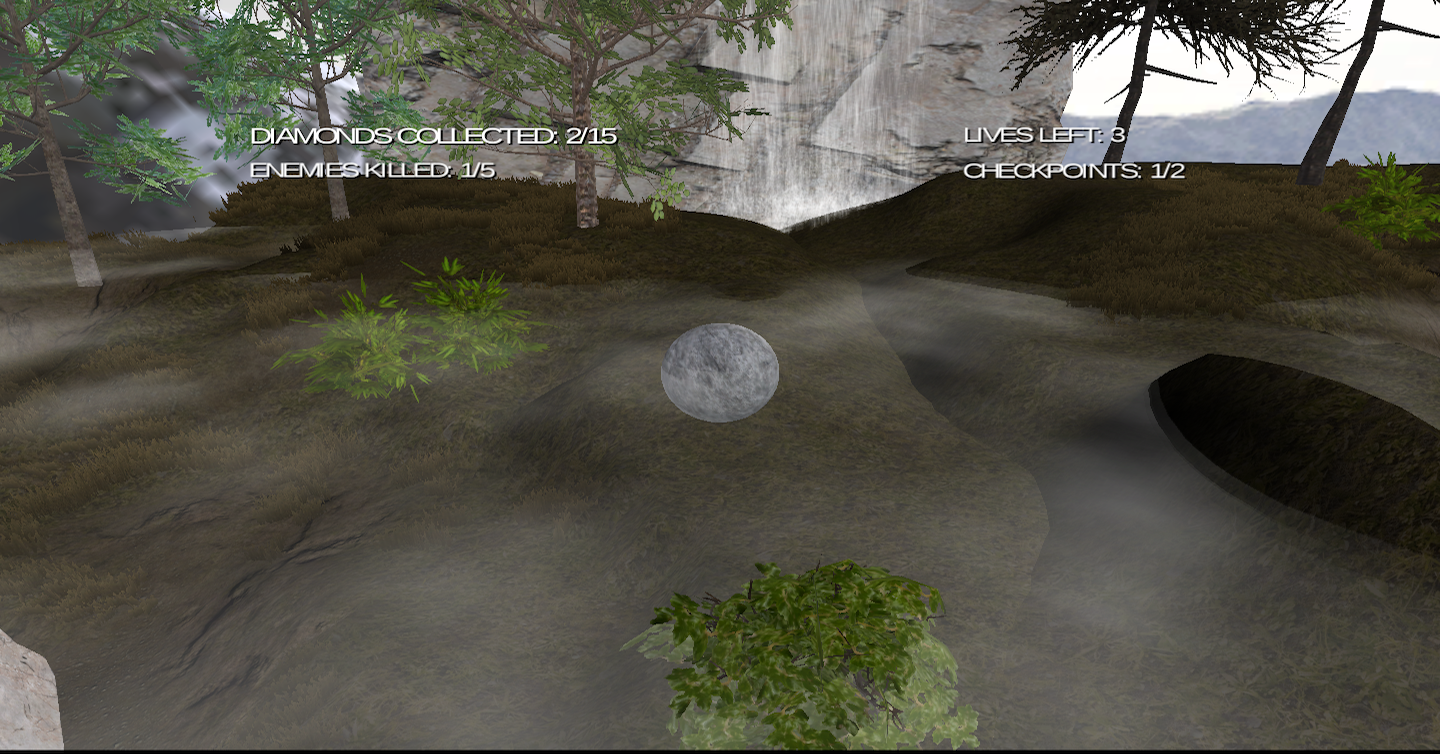 DIAMONDS COLLECTED: 2/15
ENEMIES KILLED: 1/5
LIVES LEFT: 3
CHECKPOINTS: 1/2